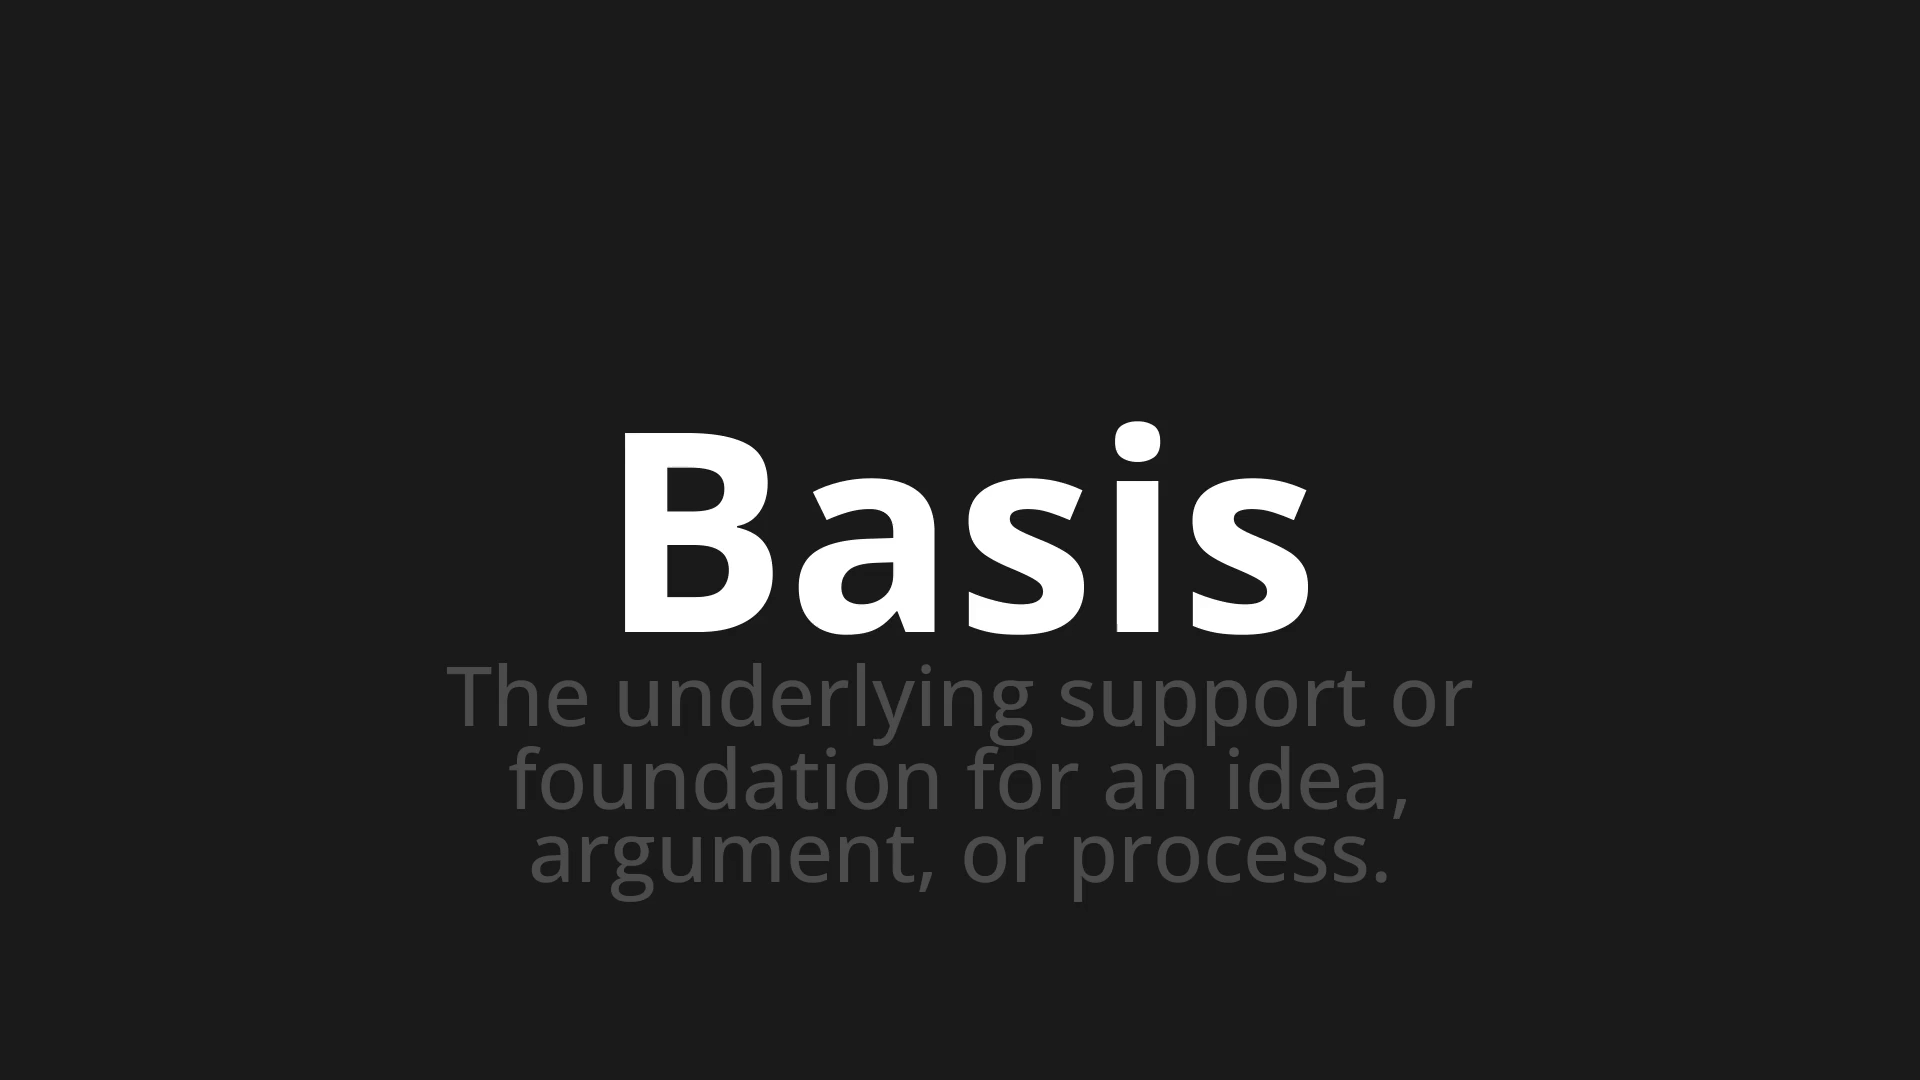 Basis
The underlying support or
foundation for an idea,
argument, or process.